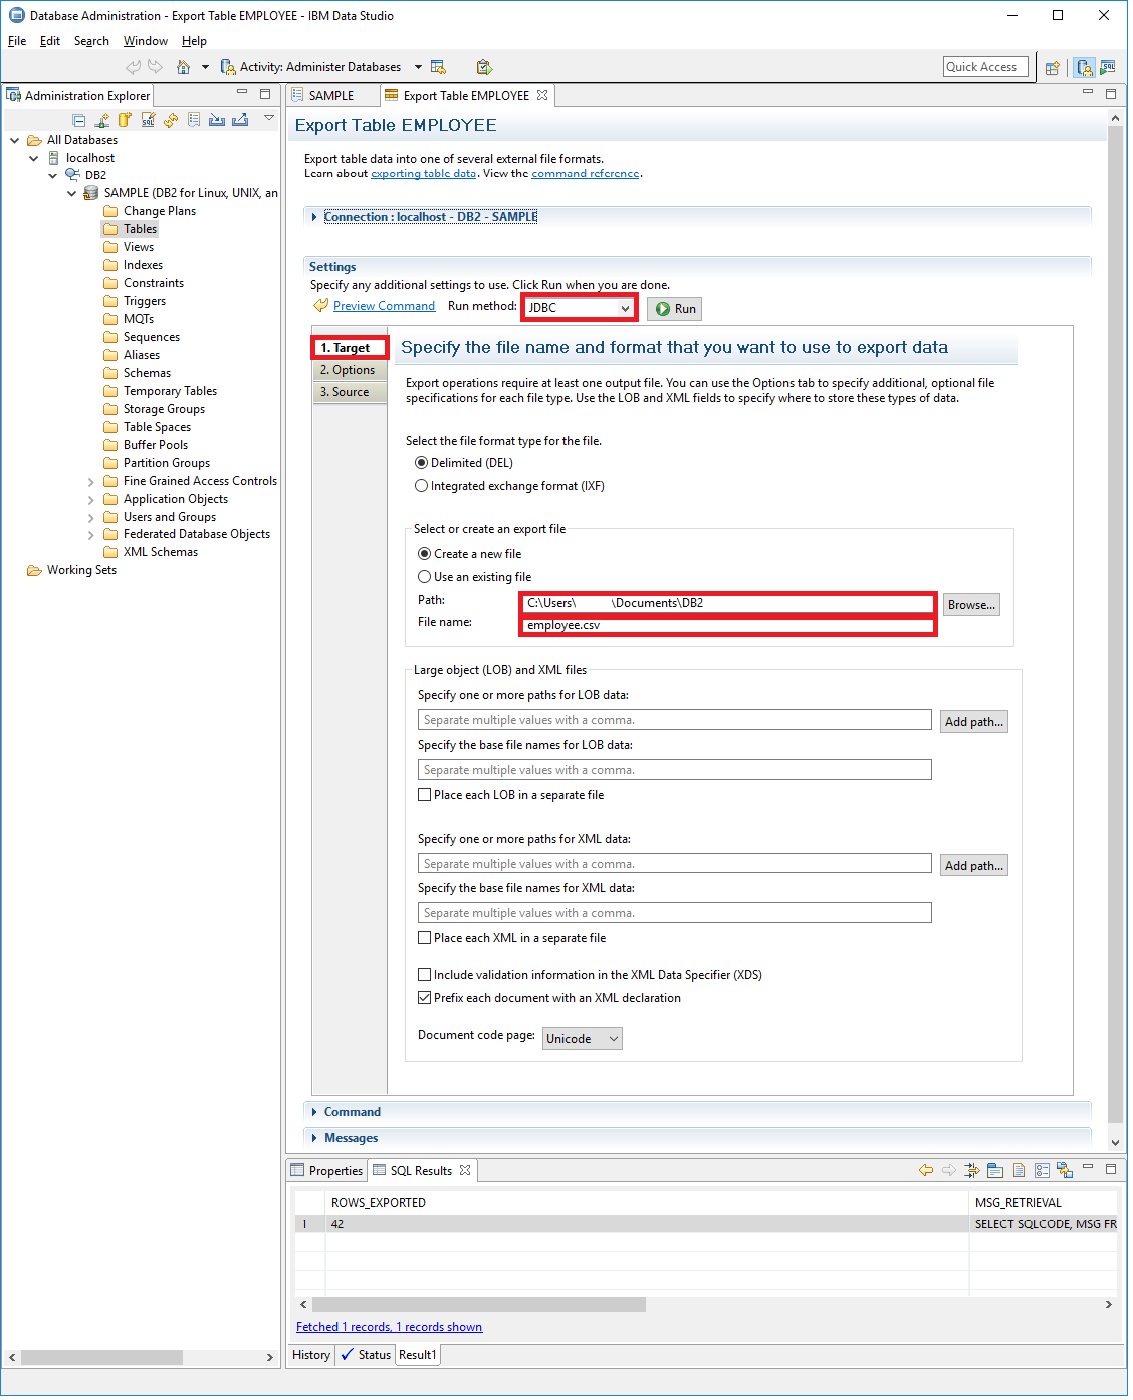 Database Administration - Export Table EMPLOYEE - IBM Data Studio
File Edit Search Window Help
Activity: Administer Databases
Quick Access
Administration Explorer
All Databases
localhost
DB2
SAMPLE (DB2 for Linux, UNIX, an
Change Plans
Tables
Views
Indexes
Constraints
Triggers
MQTs
Sequences
Aliases
Schemas
Temporary Tables
Storage Groups
Table Spaces
Buffer Pools
Partition Groups
Fine Grained Access Controls
Application Objects
Users and Groups
Federated Database Objects
XML Schemas
Working Sets
SAMPLE
Export Table EMPLOYEE
Export Table EMPLOYEE
Export table data into one of several external file formats.
Learn about exporting table data. View the command reference.
Connection : localhost - DB2 - SAMPLE
Settings
Specify any additional settings to use. Click Run when you are done.
Preview Command Run method: JDBC Run
1. Target
2. Options
3. Source
Specify the file name and format that you want to use to export data
Export operations require at least one output file. You can use the Options tab to specify additional, optional file
specifications for each file type. Use the LOB and XML fields to specify where to store these types of data.
Select the file format type for the file.
Delimited (DEL)
Integrated exchange format (IXF)
Select or create an export file
Create a new file
Use an existing file
Path: C:\Users\ \Documents\DB2 Browse...
File name: employee.csv
Large object (LOB) and XML files
Specify one or more paths for LOB data:
Separate multiple values with a comma. Add path...
Specify the base file names for LOB data:
Separate multiple values with a comma.
Place each LOB in a separate file
Specify one or more paths for XML data:
Separate multiple values with a comma. Add path...
Specify the base file names for XML data:
Separate multiple values with a comma.
Place each XML in a separate file
Include validation information in the XML Data Specifier (XDS)
Prefix each document with an XML declaration
Document code page: Unicode
Command
Messages
Properties SQL Results
ROWS_EXPORTED MSG_RETRIEVAL
1 42 SELECT SQLCODE, MSG FR
Fetched 1 records, 1 records shown
History Status Result1